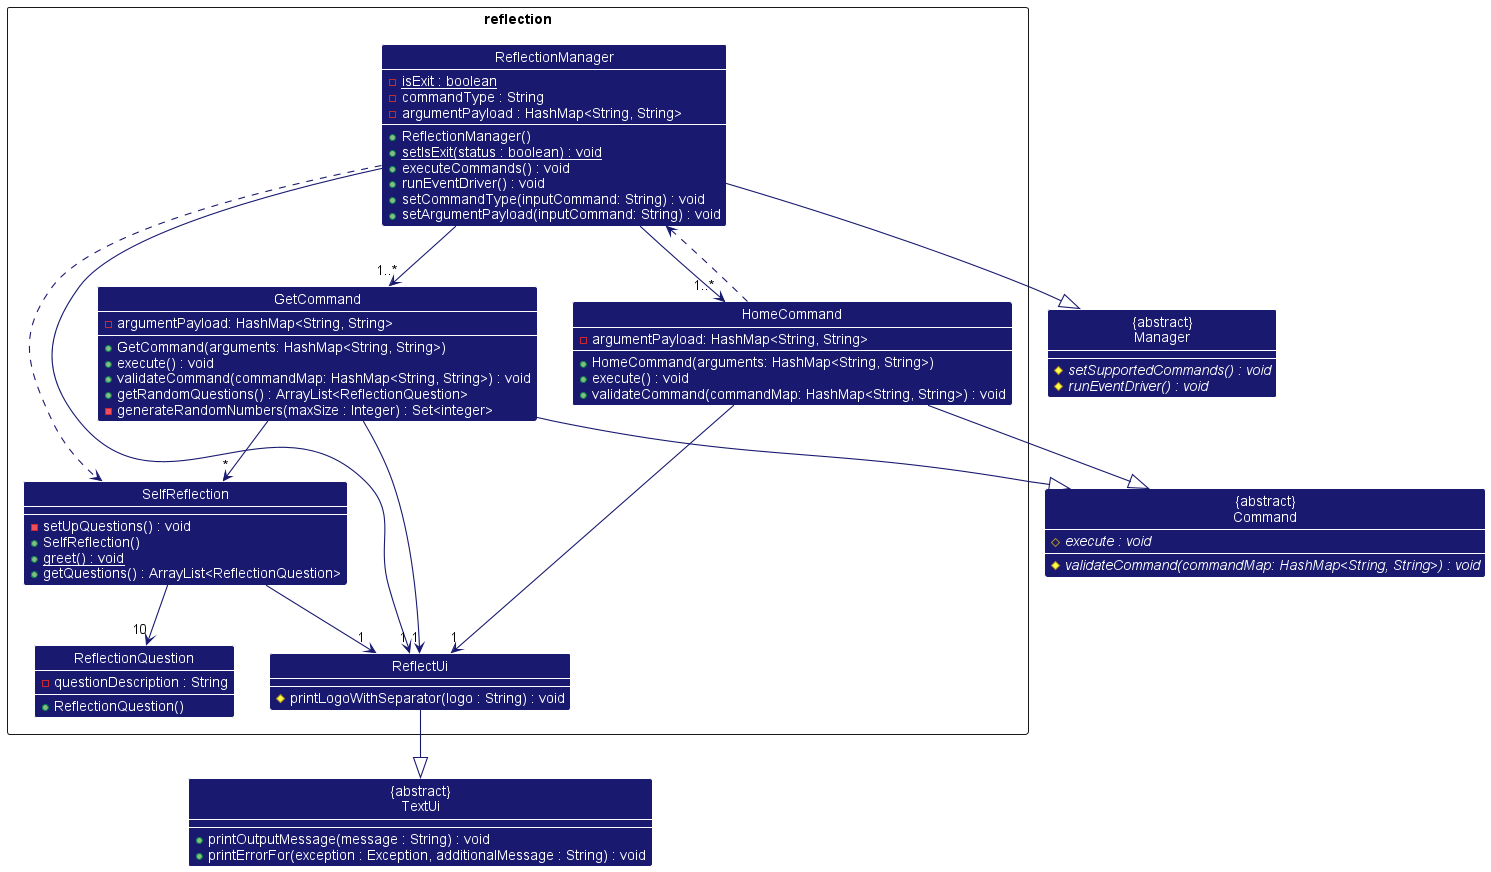 reflection
ReflectionManager
isExit : boolean
commandType : String
argumentPayload : HashMap<String, String>
ReflectionManager()
setIsExit(status : boolean) : void
executeCommands() : void
runEventDriver() : void
setCommandType(inputCommand: String) : void
setArgumentPayload(inputCommand: String) : void
1..*
1..*
GetCommand
argumentPayload: HashMap<String, String>
GetCommand(arguments: HashMap<String, String>)
execute() : void
validateCommand(commandMap: HashMap<String, String>) : void
getRandomQuestions() : ArrayList<ReflectionQuestion>
generateRandomNumbers(maxSize : Integer) : Set<integer>
HomeCommand
argumentPayload: HashMap<String, String>
HomeCommand(arguments: HashMap<String, String>)
execute() : void
validateCommand(commandMap: HashMap<String, String>) : void
{abstract}
Manager
setSupportedCommands() : void
runEventDriver() : void
*
SelfReflection
setUpQuestions() : void
SelfReflection()
greet() : void
getQuestions() : ArrayList<ReflectionQuestion>
{abstract}
Command
execute : void
validateCommand(commandMap: HashMap<String, String>) : void
10
1
1
1
1
ReflectionQuestion
questionDescription : String
ReflectionQuestion()
ReflectUi
printLogoWithSeparator(logo : String) : void
{abstract}
TextUi
printOutputMessage(message : String) : void
printErrorFor(exception : Exception, additionalMessage : String) : void